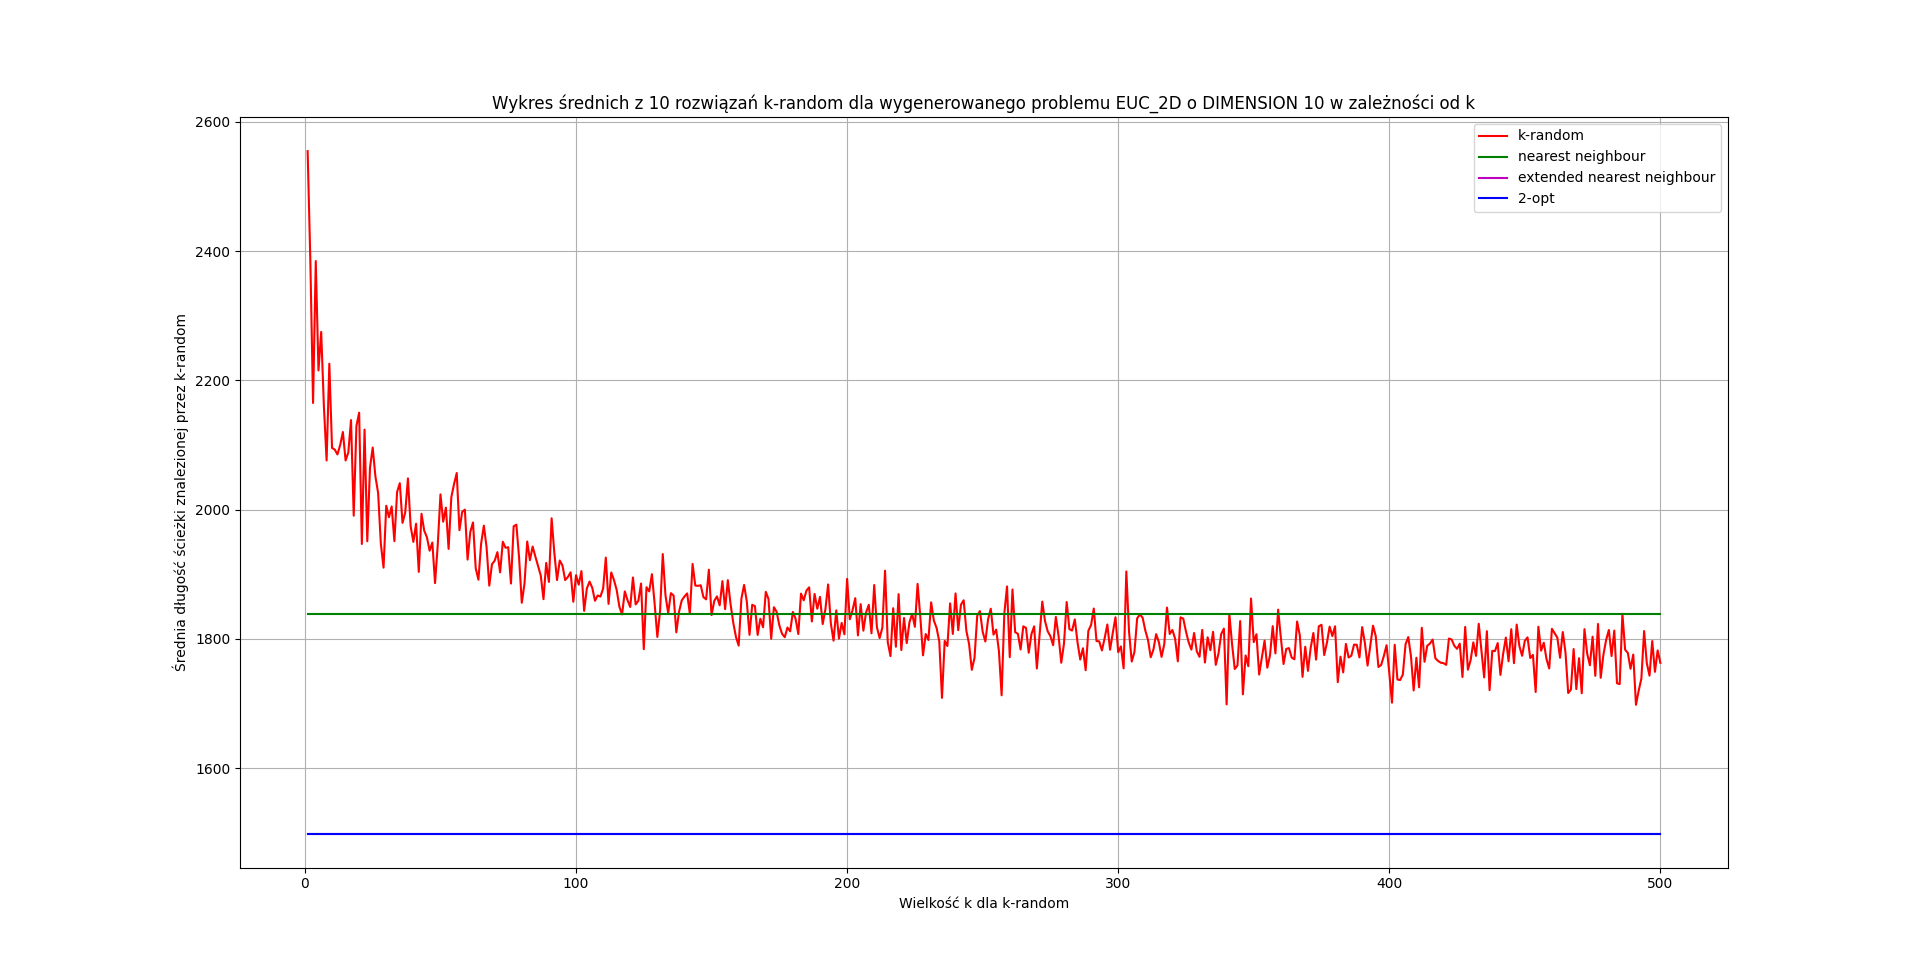 Wykres średnich z 10 rozwiązań k-random dla wygenerowanego problemu EUC_2D o DIMENSION 10 w zależności od k
2600
2400
2200
2000
1800
1600
Średnia długość ścieżki znalezionej przez k-random
k-random
nearest neighbour
extended nearest neighbour
2-opt
0
100
200
300
400
500
Wielkość k dla k-random